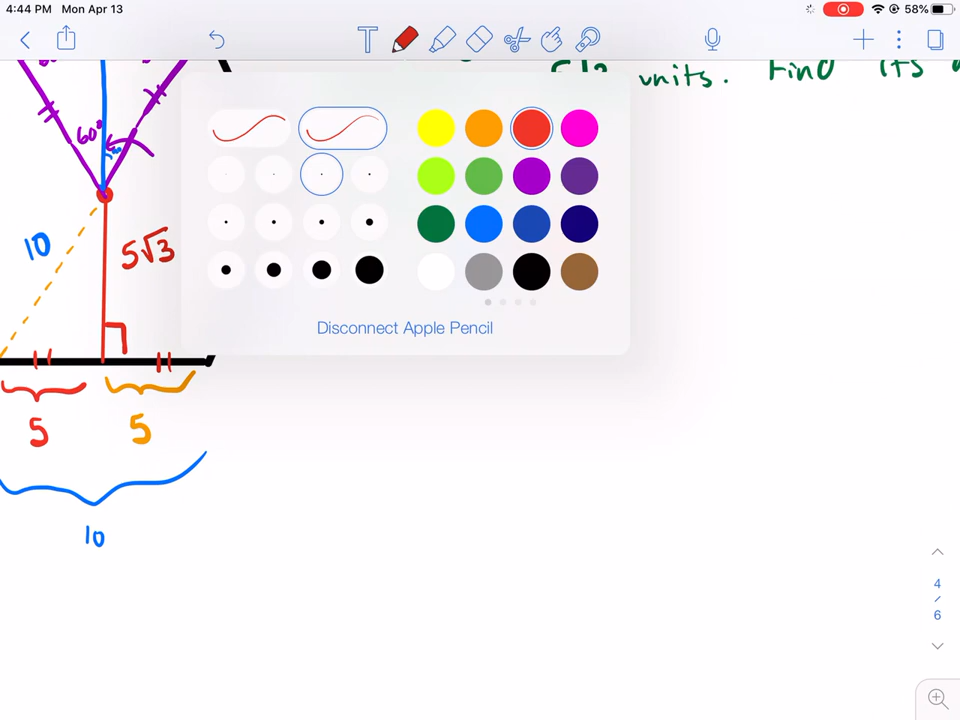 4:44 PM Mon Apr 13
58%
T
units. Find its
60°
10
5√3
Disconnect Apple Pencil
5
5
10
4
/
6